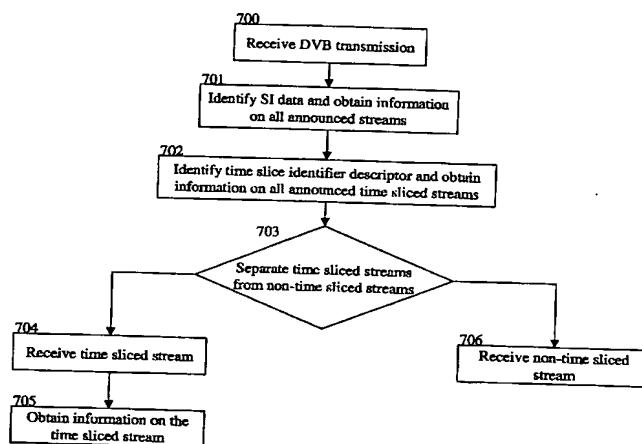 700
Receive DVB transmission
701
Identify SI data and obtain information
on all announced streams
702
Identify time slice identifier descriptor and obtain
information on all announced time sliced streams
703
Separate time sliced streams
from non-time sliced streams
704
Receive time sliced stream
706
Receive non-time sliced
stream
705
Obtain information on the
time sliced stream